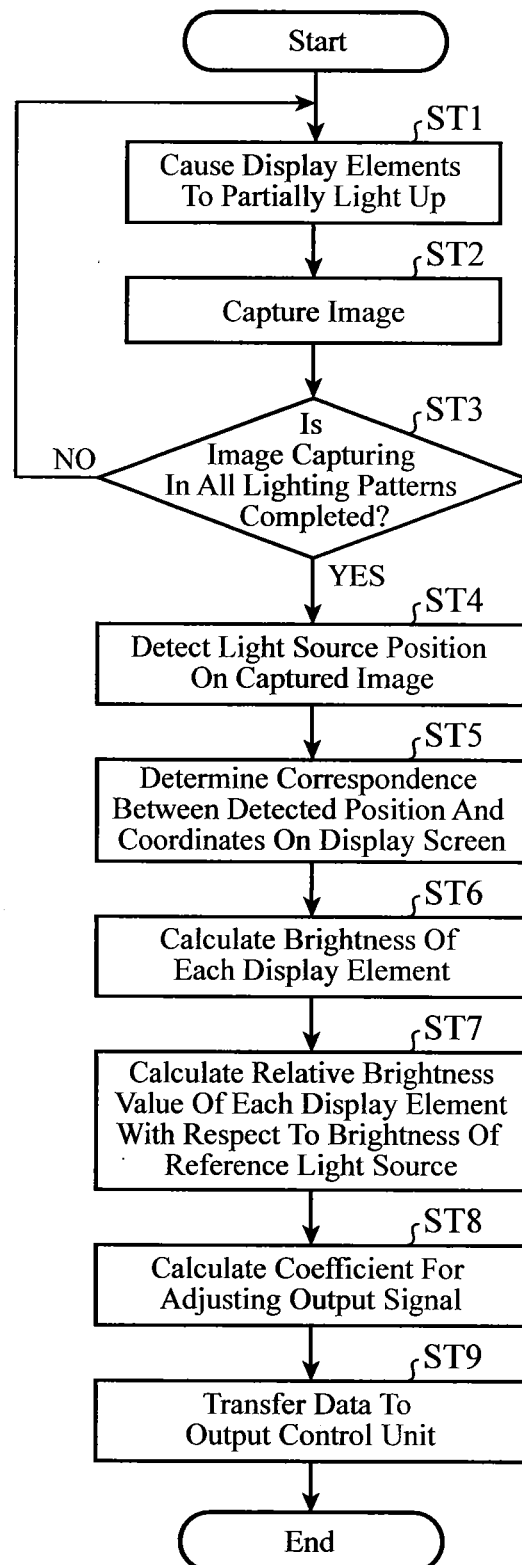 Start
ST1
Cause Display Elements
To Partially Light Up
ST2
Capture Image
ST3
Is
Image Capturing
In All Lighting Patterns
Completed?
NO
YES
ST4
Detect Light Source Position
On Captured Image
ST5
Determine Correspondence
Between Detected Position And
Coordinates On Display Screen
ST6
Calculate Brightness Of
Each Display Element
ST7
Calculate Relative Brightness
Value Of Each Display Element
With Respect To Brightness Of
Reference Light Source
ST8
Calculate Coefficient For
Adjusting Output Signal
ST9
Transfer Data To
Output Control Unit
End